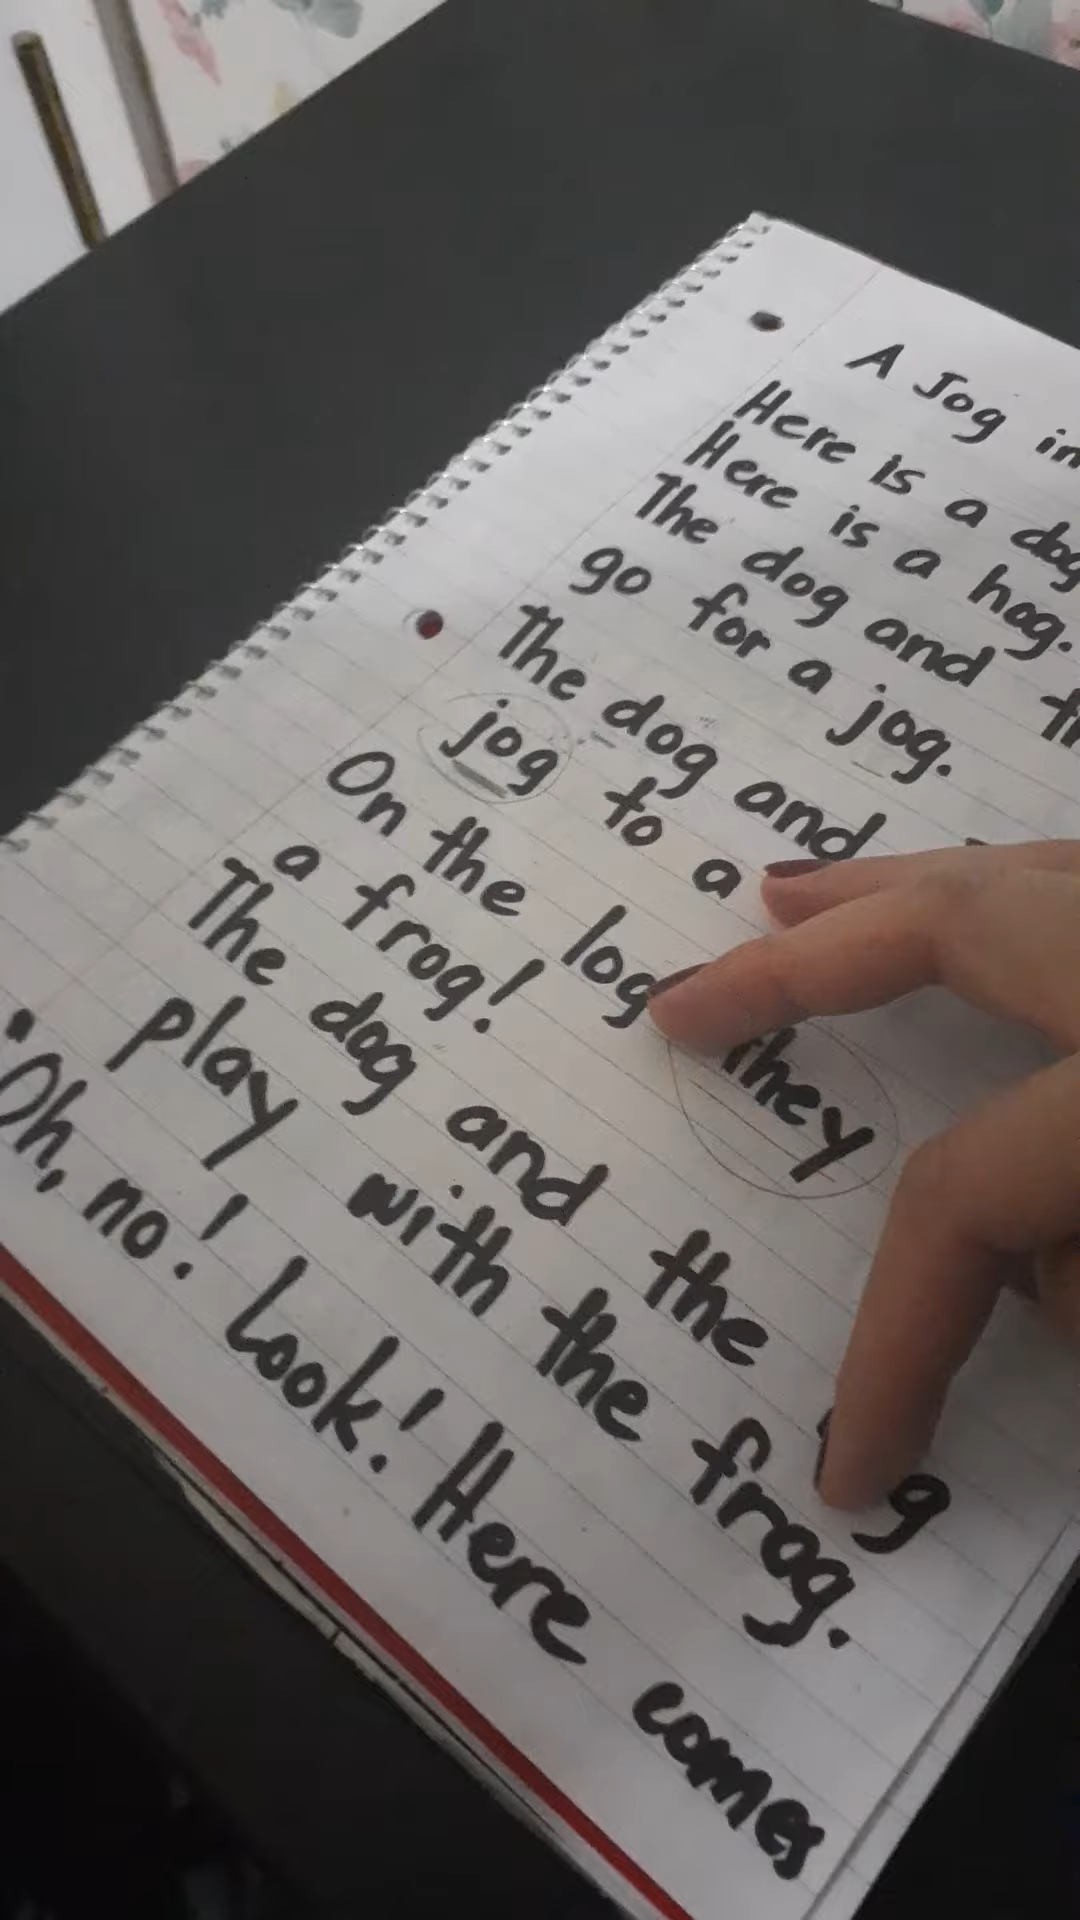 A Jog in
Here is a dog
Here is a hog.
The dog and
go for a jog.
The dog and
jog to a
On the log they
a frog!
The dog and the
play with the frog.
Oh, no! Look! Here comes